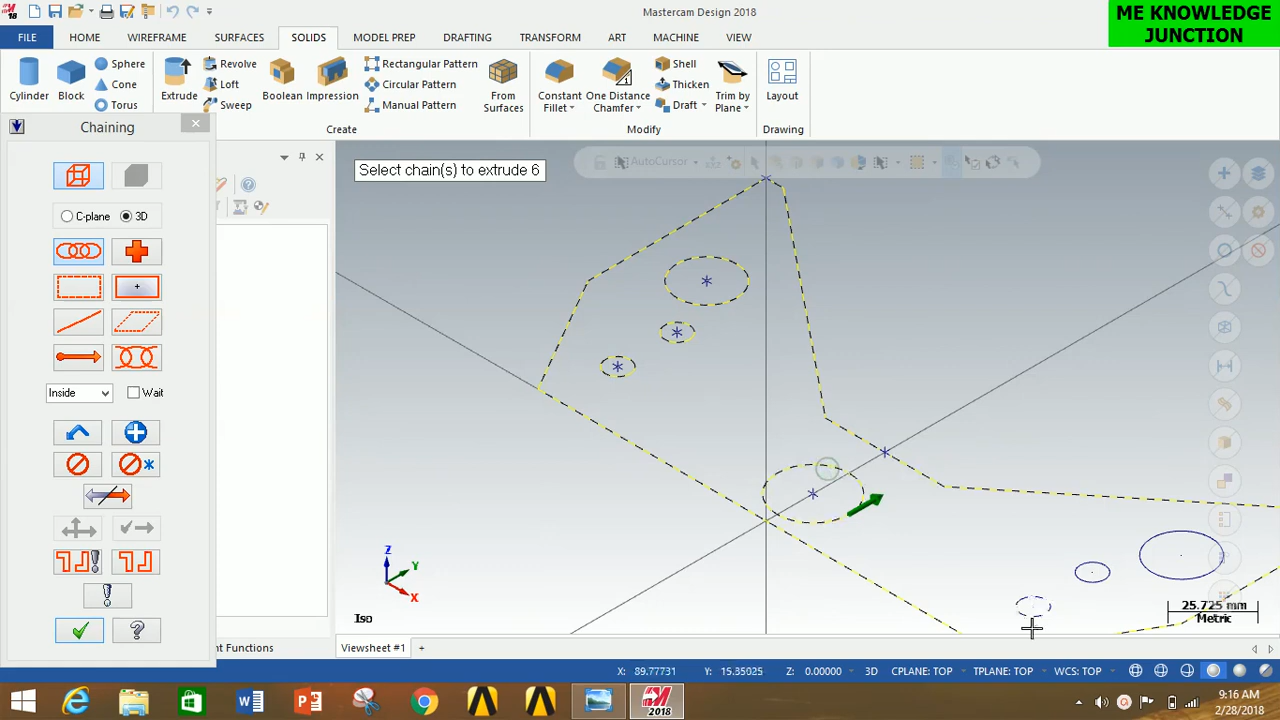 18
Mastercam Design 2018
ME KNOWLEDGE
JUNCTION
FILE HOME WIREFRAME SURFACES SOLIDS MODEL PREP DRAFTING TRANSFORM ART MACHINE VIEW
Cylinder Block Sphere Cone Torus Extrude Revolve Loft Sweep Boolean Impression Rectangular Pattern Circular Pattern Manual Pattern From Surfaces Constant Fillet One Distance Chamfer Shell Thicken Draft Trim by Plane Layout
Create Modify Drawing
Chaining
Select chain(s) to extrude 6
AutoCursor
C-plane 3D
Inside Wait
Z
Y
X
Iso
25.725 mm
Metric
nt Functions
Viewsheet #1
X: 89.77731 Y: 15.35025 Z: 0.00000 3D CPLANE: TOP TPLANE: TOP WCS: TOP
2018
9:16 AM
2/28/2018